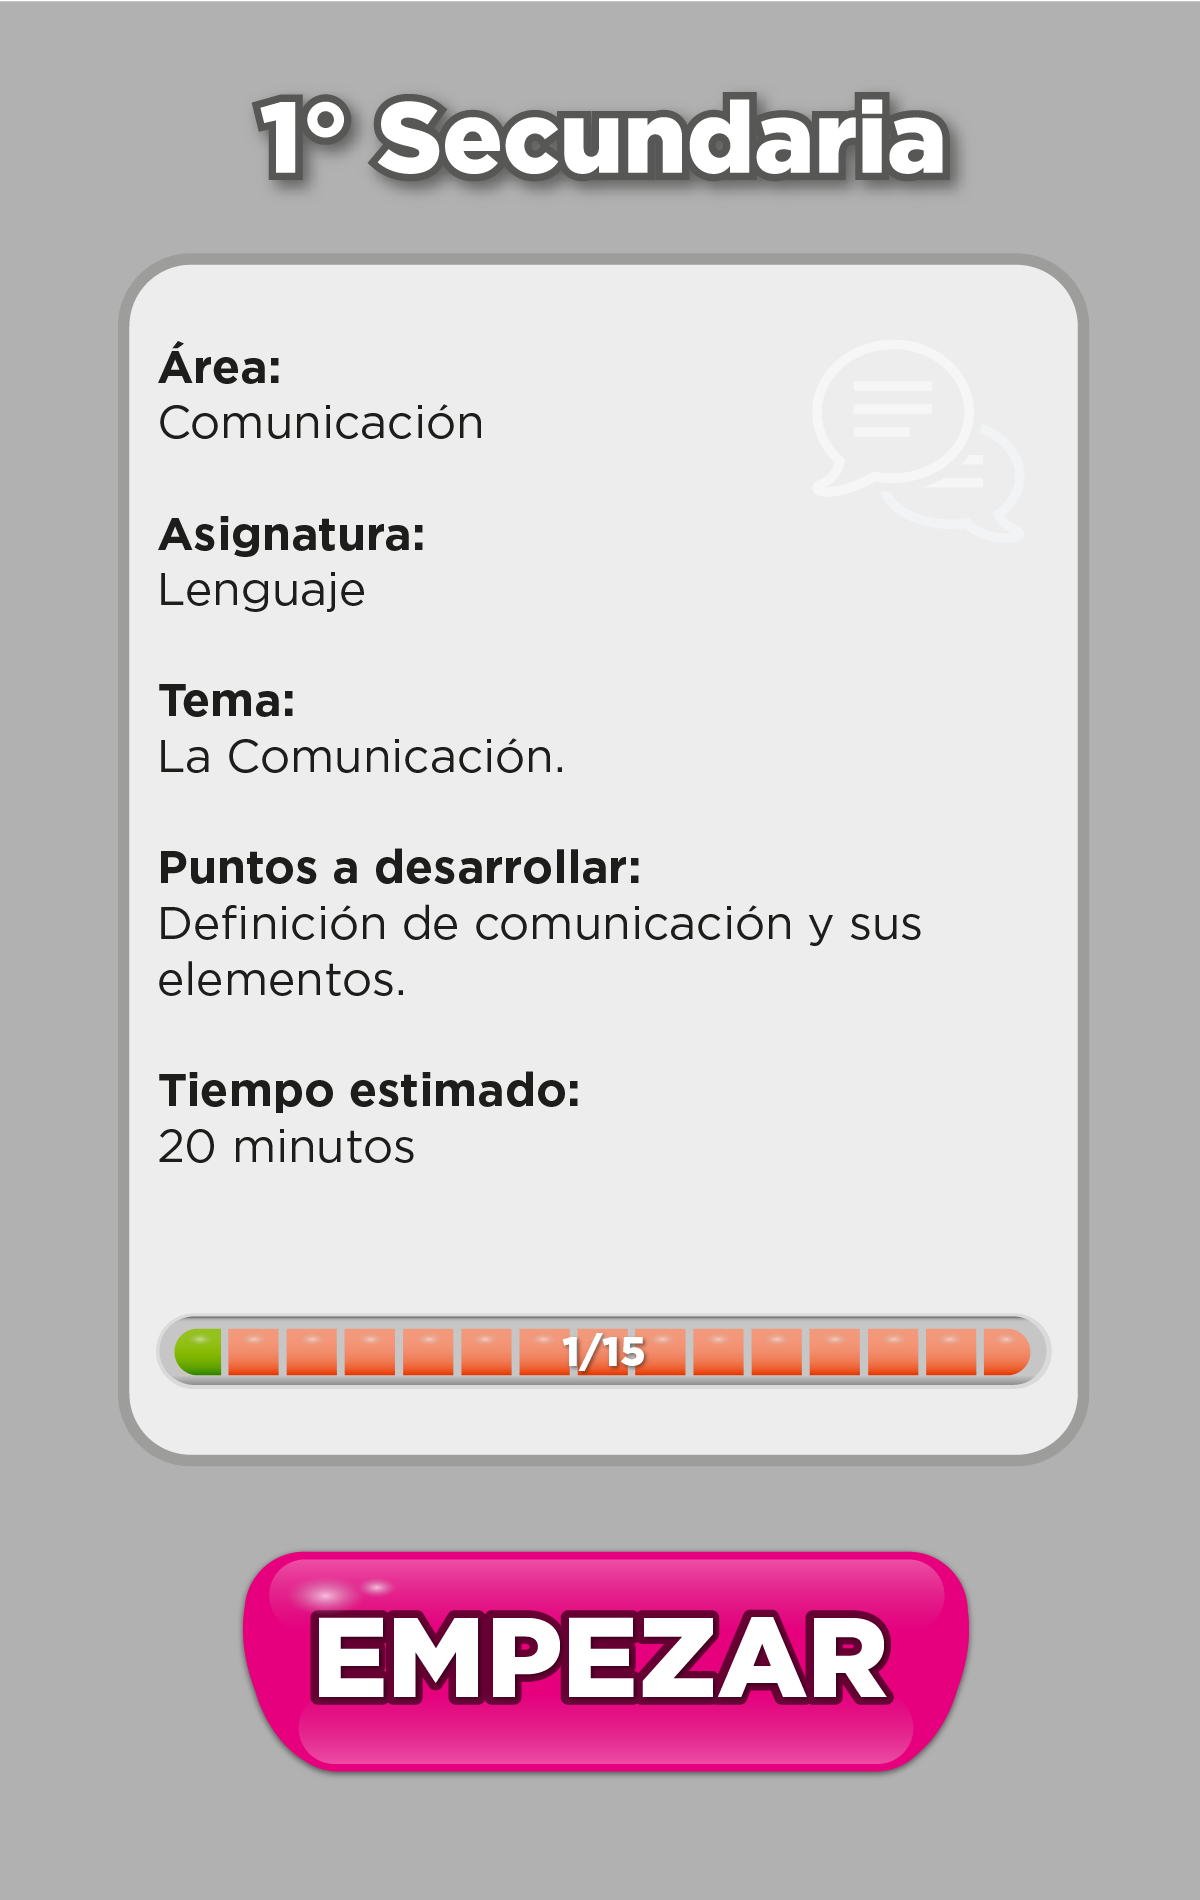 1° Secundaria
Área:
Comunicación
Asignatura:
Lenguaje
Tema:
La Comunicación.
Puntos a desarrollar:
Definición de comunicación y sus
elementos.
Tiempo estimado:
20 minutos
1/15
EMPEZAR